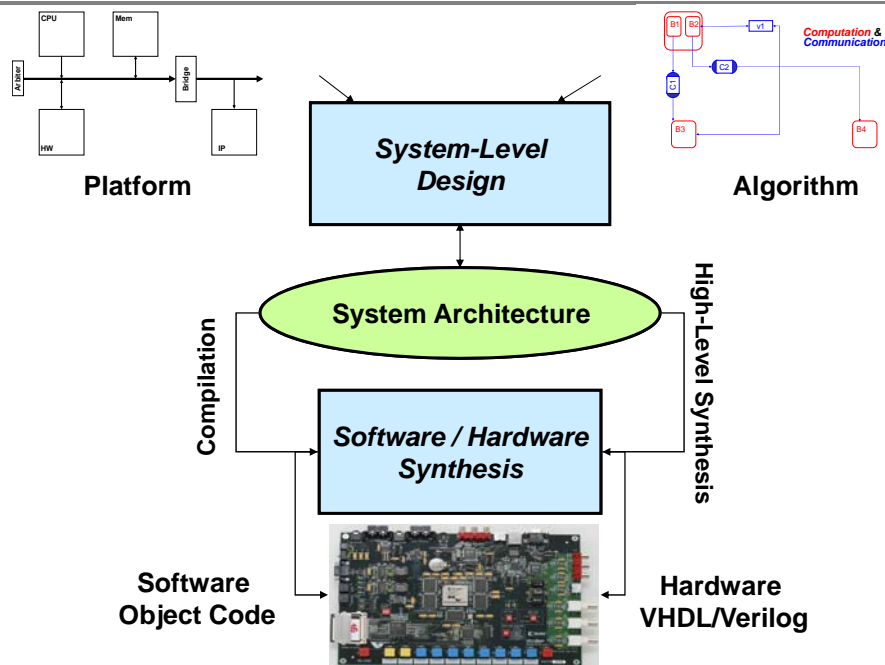 CPU
Mem
Arbiter
Bridge
HW
IP
Platform
B1
B2
v1
Computation &
Communication
C1
C2
B3
B4
Algorithm
System-Level
Design
System Architecture
Compilation
High-Level Synthesis
Software / Hardware
Synthesis
Software
Object Code
Hardware
VHDL/Verilog